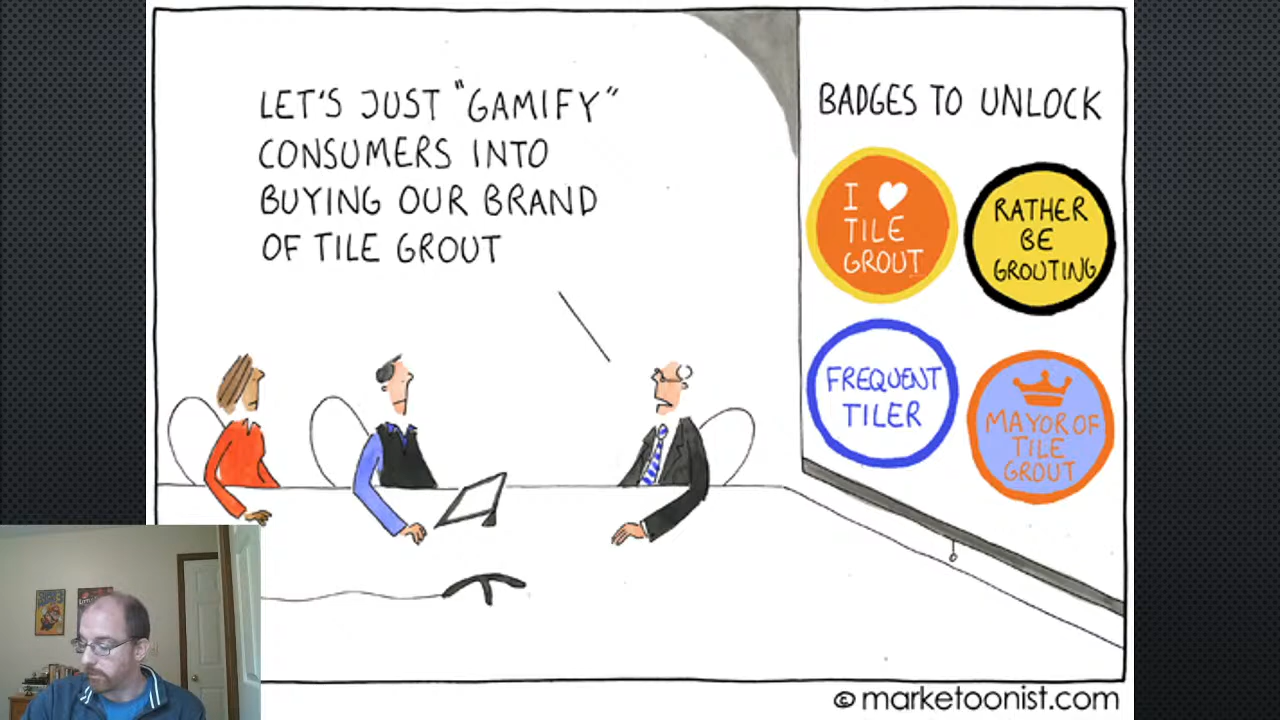 LET'S JUST "GAMIFY"
CONSUMERS INTO
BUYING OUR BRAND
OF TILE GROUT
BADGES TO UNLOCK
I ♥
TILE
GROUT
RATHER
BE
GROUTING
FREQUENT
TILER
MAYOR OF
TILE
GROUT
© marketoonist.com